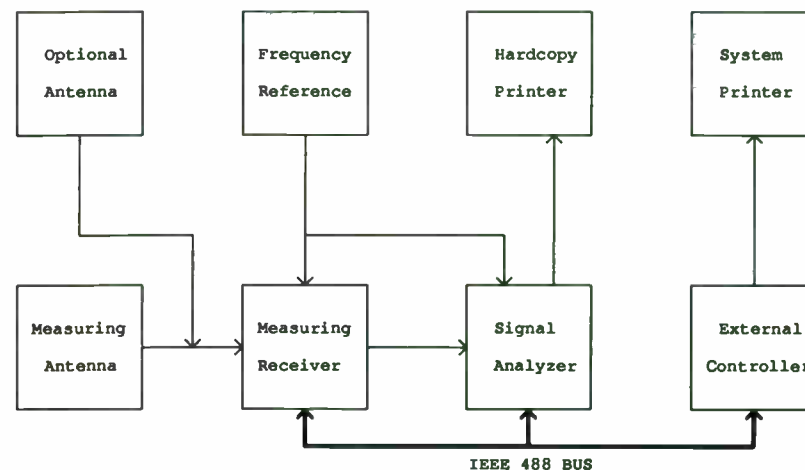 Optional
Antenna
Frequency
Reference
Hardcopy
Printer
System
Printer
Measuring
Antenna
Measuring
Receiver
Signal
Analyzer
External
Controller
IEEE 488 BUS